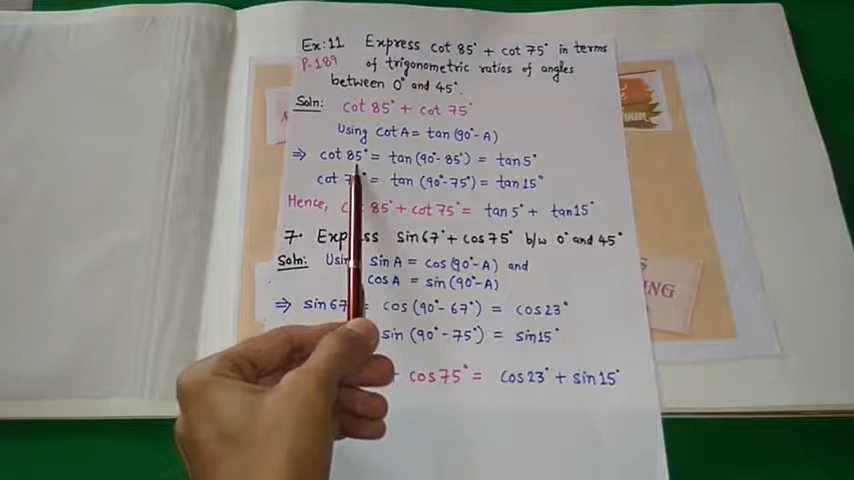 Ex:11 Express cot 85° + cot 75° in terms
P-189 of trigonometric ratios of angles
between 0° and 45°.
Soln: cot 85° + cot 75°
Using cot A = tan (90° - A)
⇒ cot 85° = tan (90° - 85°) = tan 5°
cot 7 ° = tan (90° - 75°) = tan 15°
Hence, 85° + cot 75° = tan 5° + tan 15°
7. Express sin 67° + cos 75° b/w 0° and 45°
Soln: Using sin A = cos (90° - A) and
cos A = sin (90° - A)
⇒ sin 67 = cos (90° - 67°) = cos 23°
sin (90° - 75°) = sin 15°
+ cos 75° = cos 23° + sin 15°